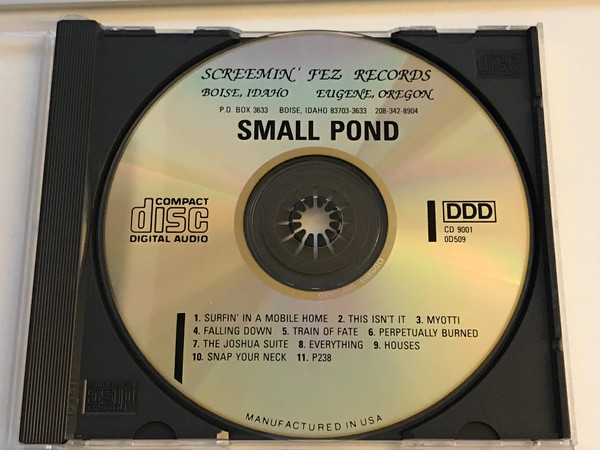 SCREEMIN' FEZ RECORDS
BOISE, IDAHO EUGENE, OREGON
P.O. BOX 3633 BOISE, IDAHO 83703-3633 208-342-8904
SMALL POND
COMPACT
disc
DIGITAL AUDIO
DDD
CD 9001
0D509
1. SURFIN' IN A MOBILE HOME 2. THIS ISN'T IT 3. MYOTTI
4. FALLING DOWN 5. TRAIN OF FATE 6. PERPETUALLY BURNED
7. THE JOSHUA SUITE 8. EVERYTHING 9. HOUSES
10. SNAP YOUR NECK 11. P238
MANUFACTURED IN USA